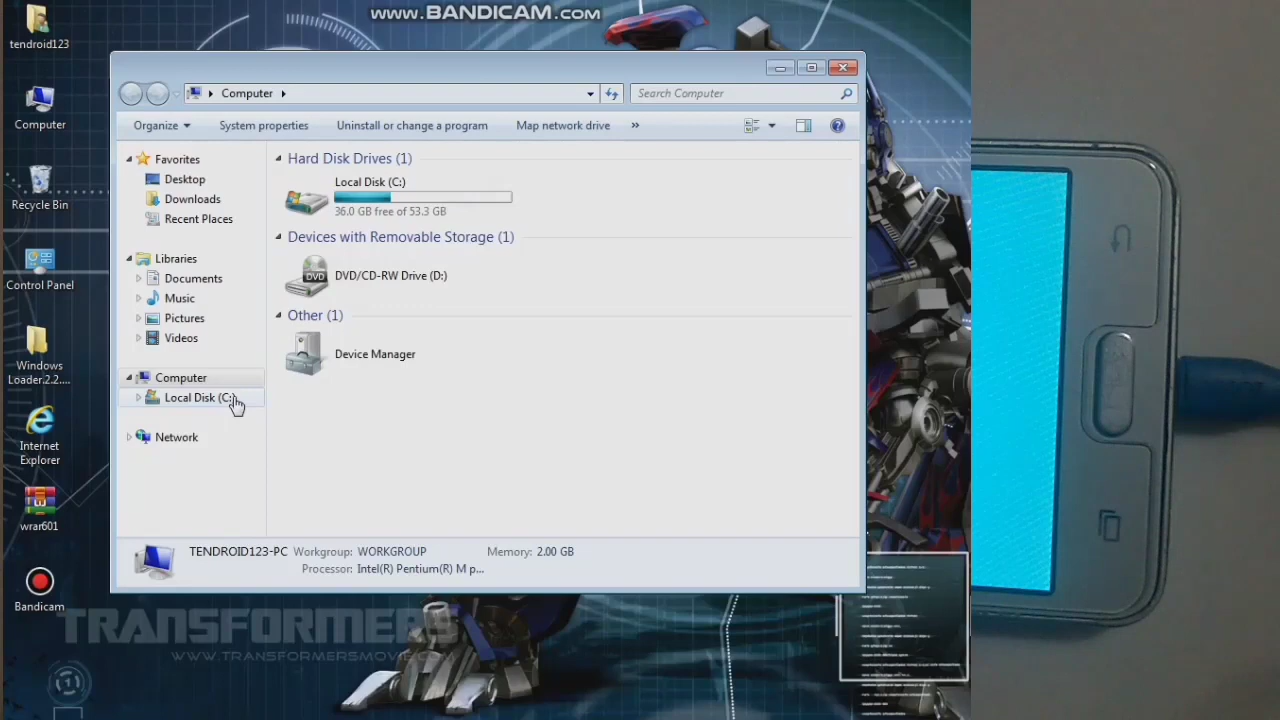 www.BANDICAM.com
tendroid123
Computer
Recycle Bin
Control Panel
Windows
Loader.2.2....
Internet
Explorer
wrar601
Bandicam
Computer
Search Computer
Organize
System properties
Uninstall or change a program
Map network drive
»
Favorites
Desktop
Downloads
Recent Places
Libraries
Documents
Music
Pictures
Videos
Computer
Local Disk (C:)
Network
Hard Disk Drives (1)
Local Disk (C:)
36.0 GB free of 53.3 GB
Devices with Removable Storage (1)
DVD
DVD/CD-RW Drive (D:)
Other (1)
Device Manager
TENDROID123-PC Workgroup: WORKGROUP Memory: 2.00 GB
Processor: Intel(R) Pentium(R) M p...
TRANSFORMERS